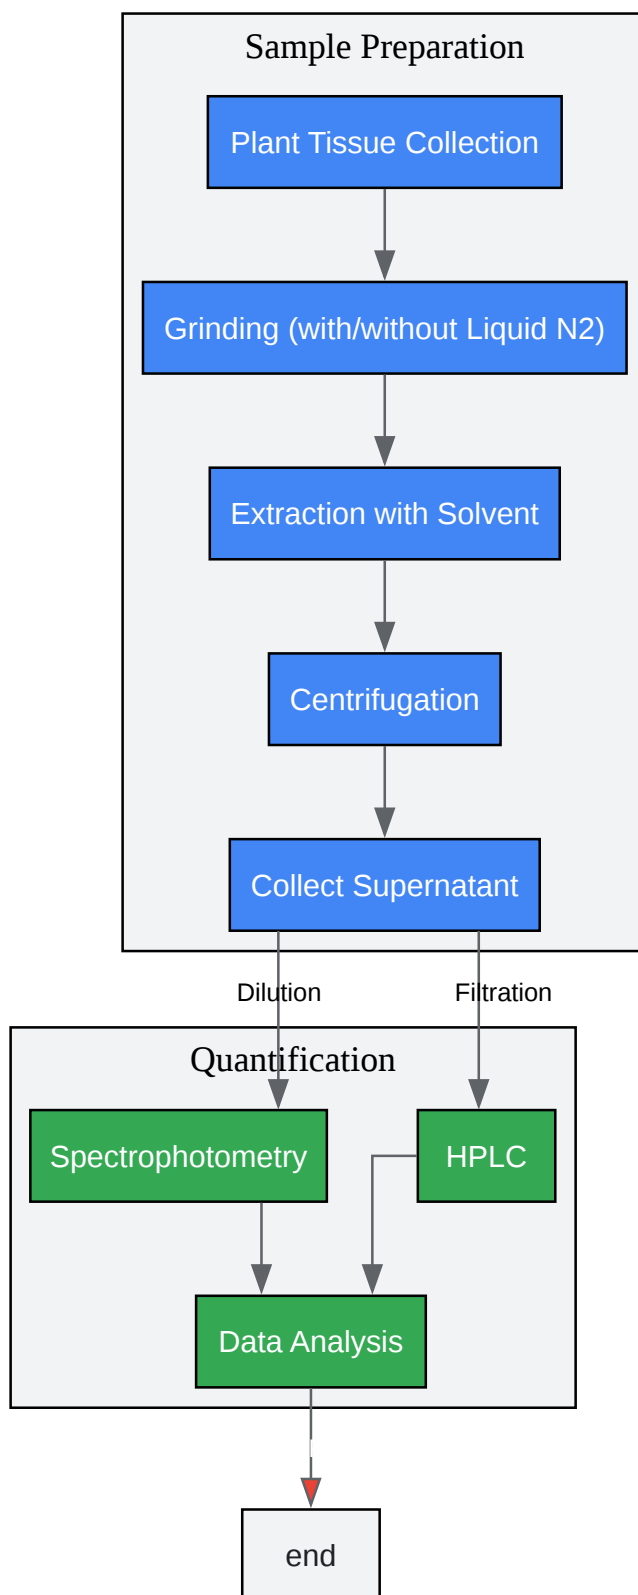 Sample Preparation
Plant Tissue Collection
Grinding (with/without Liquid N2)
Extraction with Solvent
Centrifugation
Collect Supernatant
Dilution
Filtration
Quantification
Spectrophotometry
HPLC
Data Analysis
end